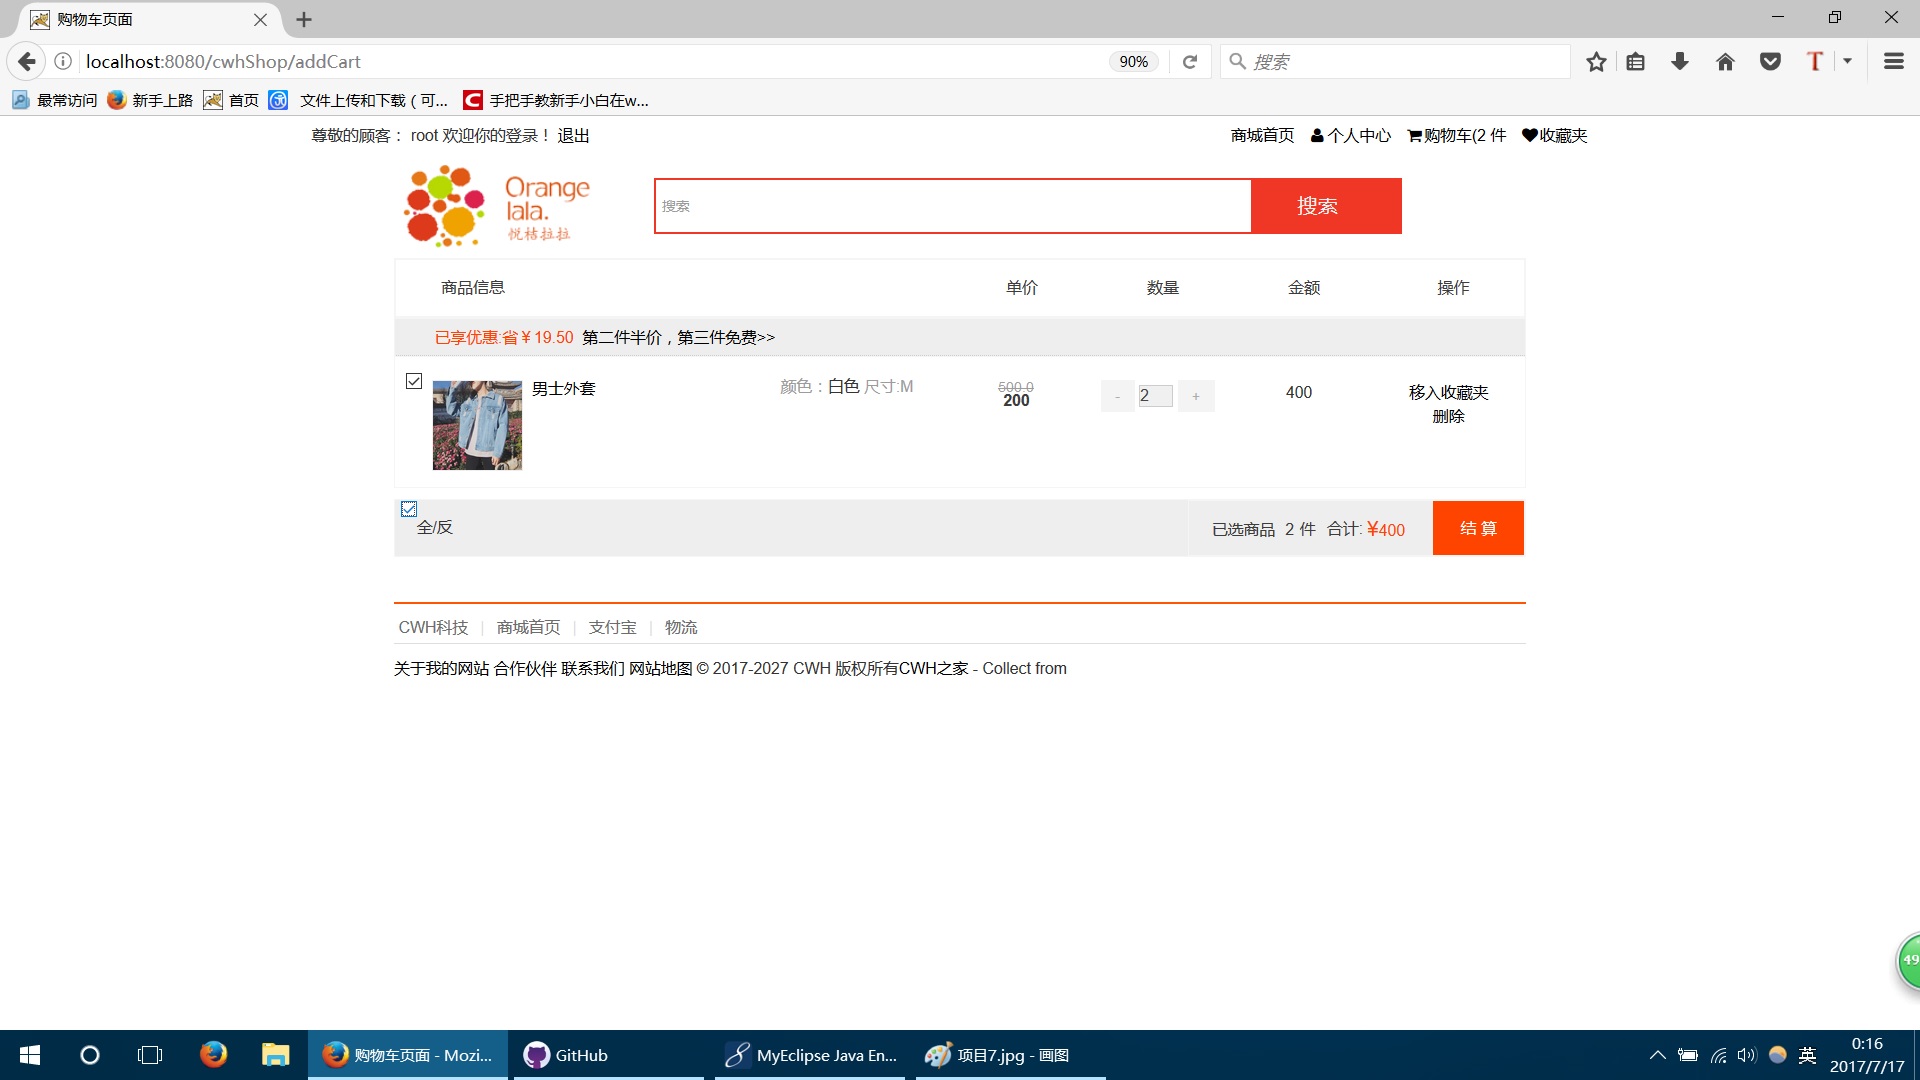 购物车页面
localhost:8080/cwhShop/addCart
90%
搜索
最常访问 新手上路 首页 文件上传和下载（可... 手把手教新手小白在w...
尊敬的顾客： root 欢迎你的登录！ 退出
商城首页 个人中心 购物车(2 件 收藏夹
Orange
lala.
悦桔拉拉
搜索
搜索
商品信息 单价 数量 金额 操作
已享优惠:省￥19.50 第二件半价，第三件免费>>
男士外套 颜色：白色 尺寸:M 500.0 - 2 + 400 移入收藏夹
200 删除
全/反
已选商品 2 件 合计: ¥400 结 算
CWH科技 | 商城首页 | 支付宝 | 物流
关于我的网站 合作伙伴 联系我们 网站地图 © 2017-2027 CWH 版权所有CWH之家 - Collect from
49
购物车页面 - Mozi... GitHub MyEclipse Java En... 项目7.jpg - 画图
英
0:16
2017/7/17